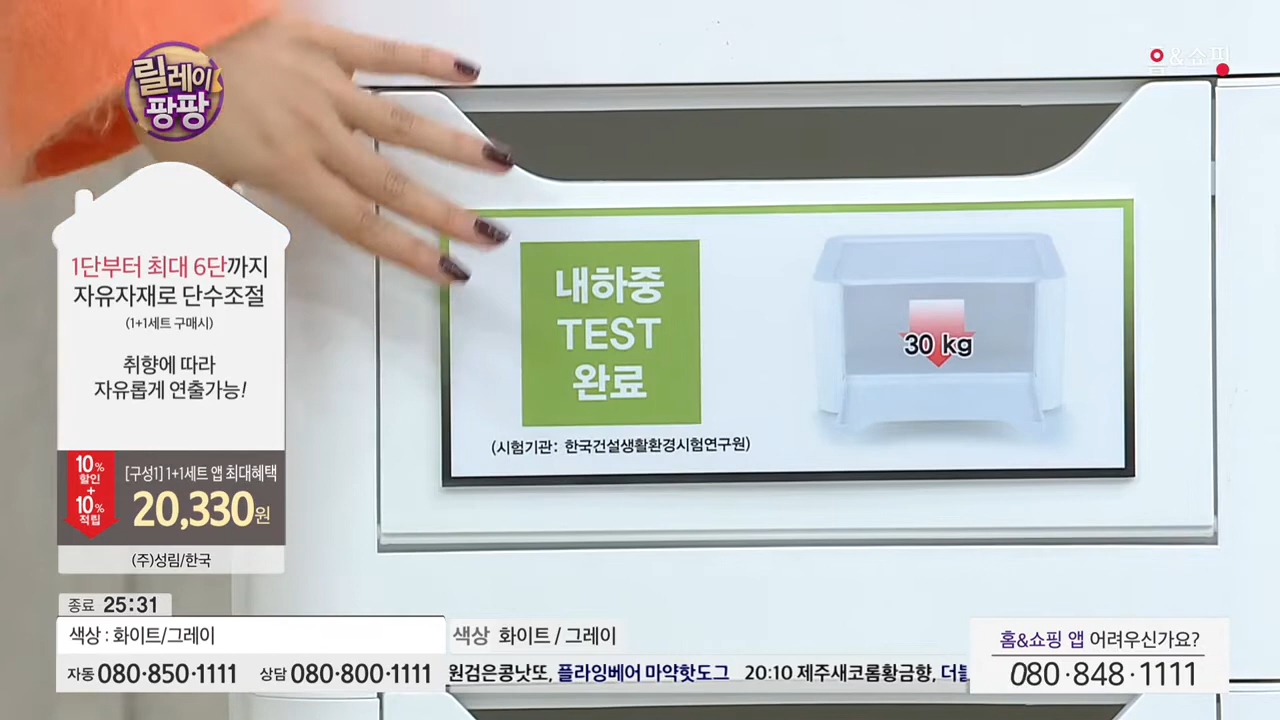 릴레이
팡팡
홈&쇼핑
1단부터 최대 6단까지
자유자재로 단수조절
(1+1세트 구매시)
취향에 따라
자유롭게 연출가능!
10%
할인
+
10%
적립
[구성1] 1+1세트 앱 최대혜택
20,330원
(주)성림/한국
내하중
TEST
완료
(시험기관: 한국건설생활환경시험연구원)
30 kg
종료 25:31
색상 : 화이트/그레이
색상 화이트 / 그레이
자동 080·850·1111 상담 080·800·1111
원검은콩낫또, 플라잉베어 마약핫도그 20:10 제주새코롬황금향, 더블
홈&쇼핑 앱 어려우신가요?
080·848·1111